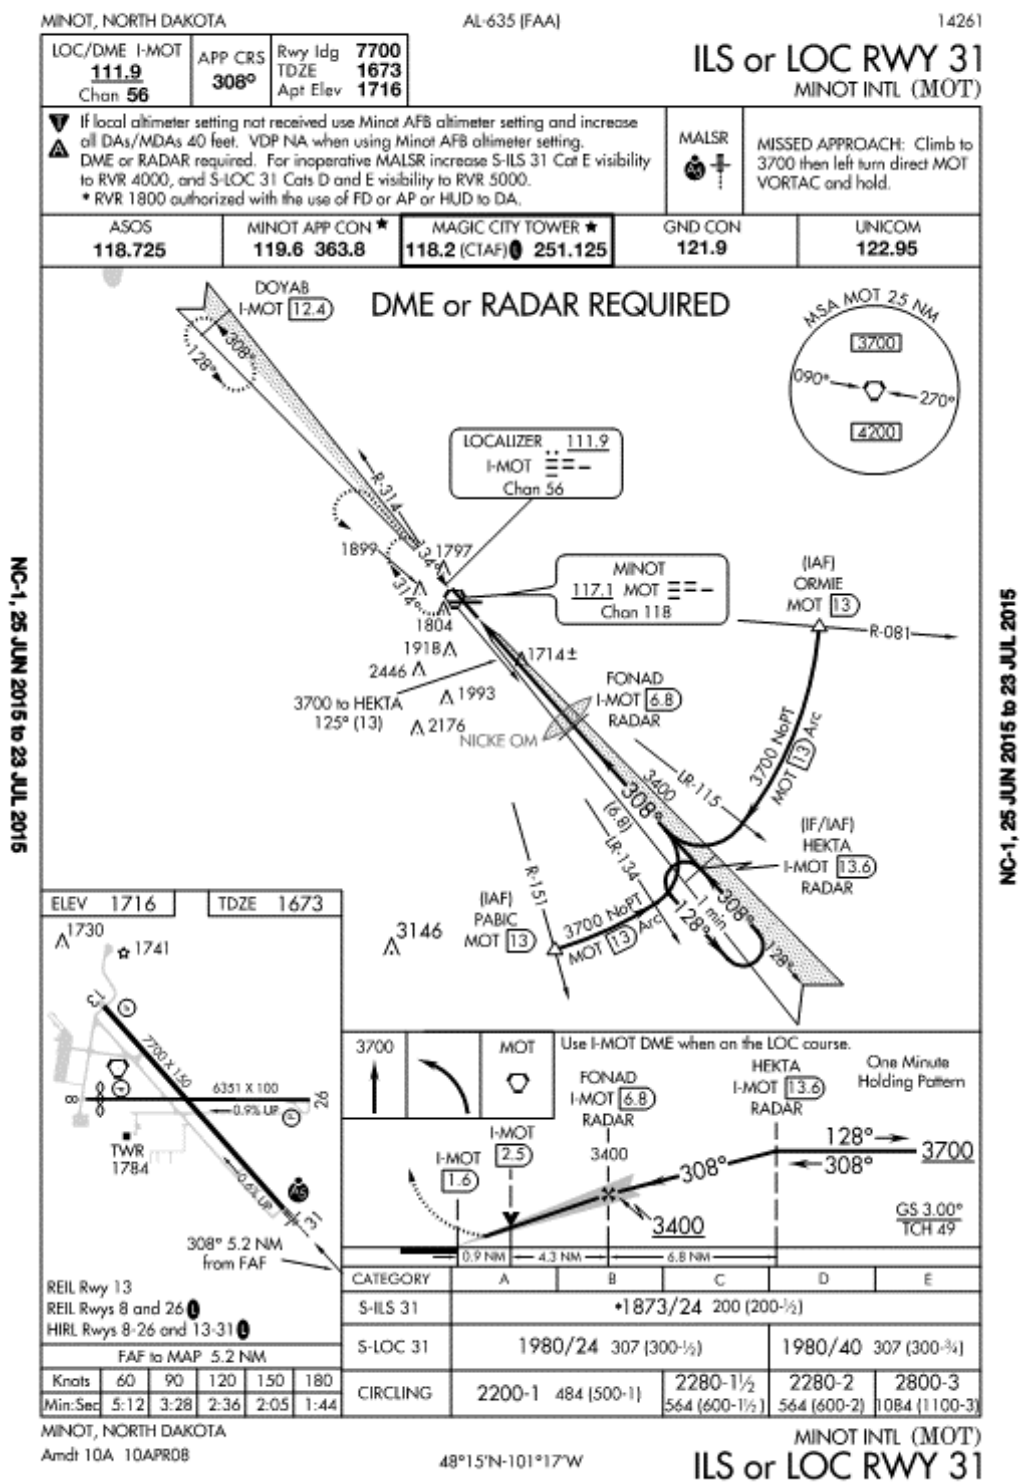 MINOT, NORTH DAKOTA
AL-635 (FAA)
14261
LOC/DME I-MOT
111.9
Chan 56
APP CRS
308°
Rwy ldg 7700
TDZE 1673
Apt Elev 1716
ILS or LOC RWY 31
MINOT INTL (MOT)
T
A
If local altimeter setting not received use Minot AFB altimeter setting and increase
all DAs/MDAs 40 feet. VDP NA when using Minot AFB altimeter setting.
DME or RADAR required. For inoperative MALSR increase S-ILS 31 Cat E visibility
to RVR 4000, and S-LOC 31 Cats D and E visibility to RVR 5000.
* RVR 1800 authorized with the use of FD or AP or HUD to DA.
MALSR
A5
MISSED APPROACH: Climb to
3700 then left turn direct MOT
VORTAC and hold.
ASOS
118.725
MINOT APP CON ★
119.6 363.8
MAGIC CITY TOWER ★
118.2 (CTAF) L 251.125
GND CON
121.9
UNICOM
122.95
DOYAB
I-MOT 12.4
DME or RADAR REQUIRED
MSA MOT 25 NM
3700
090°
270°
4200
308°
128°
LOCALIZER 111.9
I-MOT
Chan 56
R-314
1899
1797
134°
314°
MINOT
117.1 MOT
Chan 118
(IAF)
ORMIE
MOT 13
R-081
1804
1918
2446
1714±
3700 to HEKTA
125° (13)
1993
2176
FONAD
I-MOT 6.8
RADAR
NICKE OM
3700 NoPT
MOT 13 Arc
LR-115
3400
308°
(6.8)
LR-134
(IF/IAF)
HEKTA
I-MOT 13.6
RADAR
R-151
(IAF)
PABIC
MOT 13
3700 NoPT
MOT 13 Arc
308°
1 min
128°
128°
3146
NC-1, 25 JUN 2015 to 23 JUL 2015
NC-1, 25 JUN 2015 to 23 JUL 2015
ELEV 1716
TDZE 1673
1730
1741
13
7700 X 150
6351 X 100
8
26
0.9% UP
TWR
1784
0.6% UP
A5
31
308° 5.2 NM
from FAF
REIL Rwy 13
REIL Rwys 8 and 26 L
HIRL Rwys 8-26 and 13-31 L
FAF to MAP 5.2 NM
Knots 60 90 120 150 180
Min:Sec 5:12 3:28 2:36 2:05 1:44
3700
MOT
Use I-MOT DME when on the LOC course.
FONAD
I-MOT 6.8
RADAR
HEKTA
I-MOT 13.6
RADAR
One Minute
Holding Pattern
I-MOT
2.5
I-MOT
1.6
3400
308°
128°
308°
3700
3400
GS 3.00°
TCH 49
0.9 NM
4.3 NM
6.8 NM
CATEGORY A B C D E
S-ILS 31 *1873/24 200 (200-½)
S-LOC 31 1980/24 307 (300-½) 1980/40 307 (300-¾)
CIRCLING 2200-1 484 (500-1) 2280-1½ 564 (600-1½) 2280-2 564 (600-2) 2800-3 1084 (1100-3)
MINOT, NORTH DAKOTA
Amdt 10A 10APR08
48°15'N-101°17'W
MINOT INTL (MOT)
ILS or LOC RWY 31